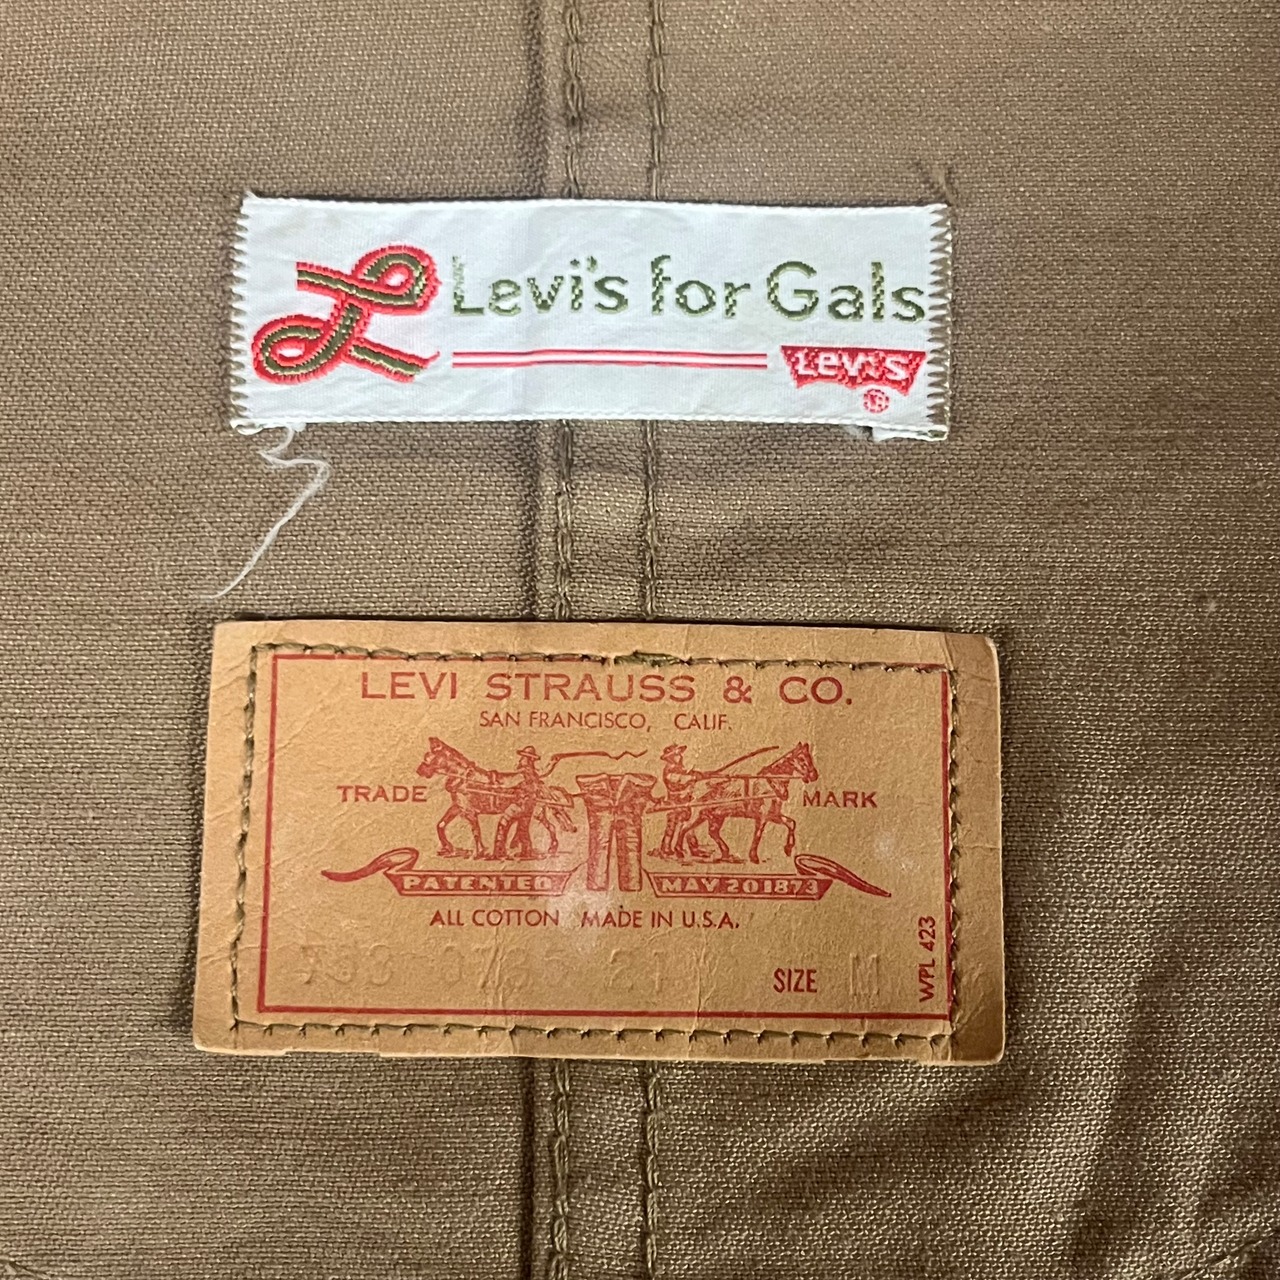 Levi's for Gals
LEVI'S
®
LEVI STRAUSS & CO.
SAN FRANCISCO, CALIF.
TRADE MARK
PATENTED MAY 20 1873
ALL COTTON MADE IN U.S.A.
SIZE M
WPL 423